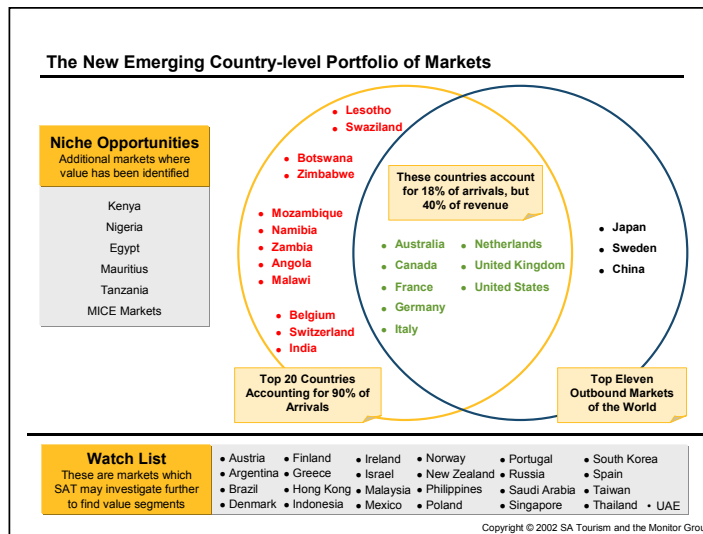 The New Emerging Country-level Portfolio of Markets
Niche Opportunities
Additional markets where
value has been identified
Kenya
Nigeria
Egypt
Mauritius
Tanzania
MICE Markets
• Lesotho
• Swaziland
• Botswana
• Zimbabwe
• Mozambique
• Namibia
• Zambia
• Angola
• Malawi
• Belgium
• Switzerland
• India
These countries account
for 18% of arrivals, but
40% of revenue
• Australia
• Canada
• France
• Germany
• Italy
• Netherlands
• United Kingdom
• United States
• Japan
• Sweden
• China
Top 20 Countries
Accounting for 90% of
Arrivals
Top Eleven
Outbound Markets
of the World
Watch List
These are markets which
SAT may investigate further
to find value segments
• Austria
• Argentina
• Brazil
• Denmark
• Finland
• Greece
• Hong Kong
• Indonesia
• Ireland
• Israel
• Malaysia
• Mexico
• Norway
• New Zealand
• Philippines
• Poland
• Portugal
• Russia
• Saudi Arabia
• Singapore
• South Korea
• Spain
• Taiwan
• Thailand
• UAE
Copyright © 2002 SA Tourism and the Monitor Grou